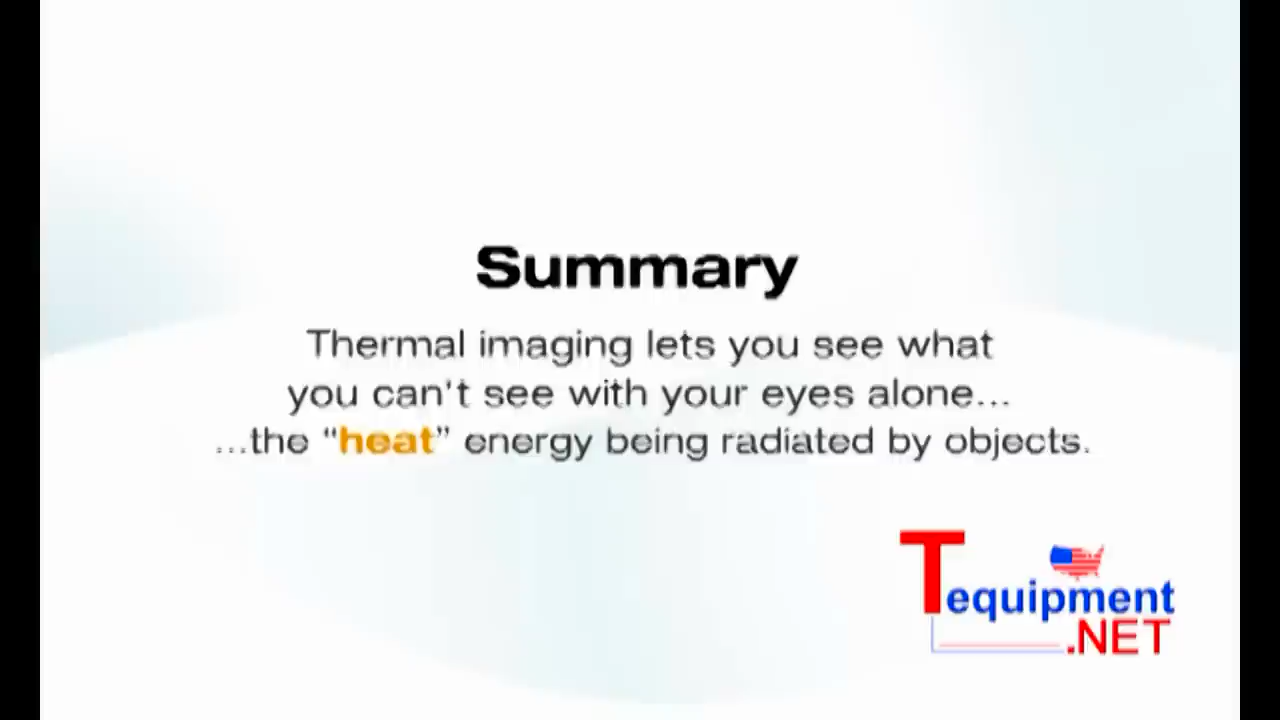 Summary
Thermal imaging lets you see what
you can't see with your eyes alone...
...the “heat” energy being radiated by objects.
Tequipment
.NET